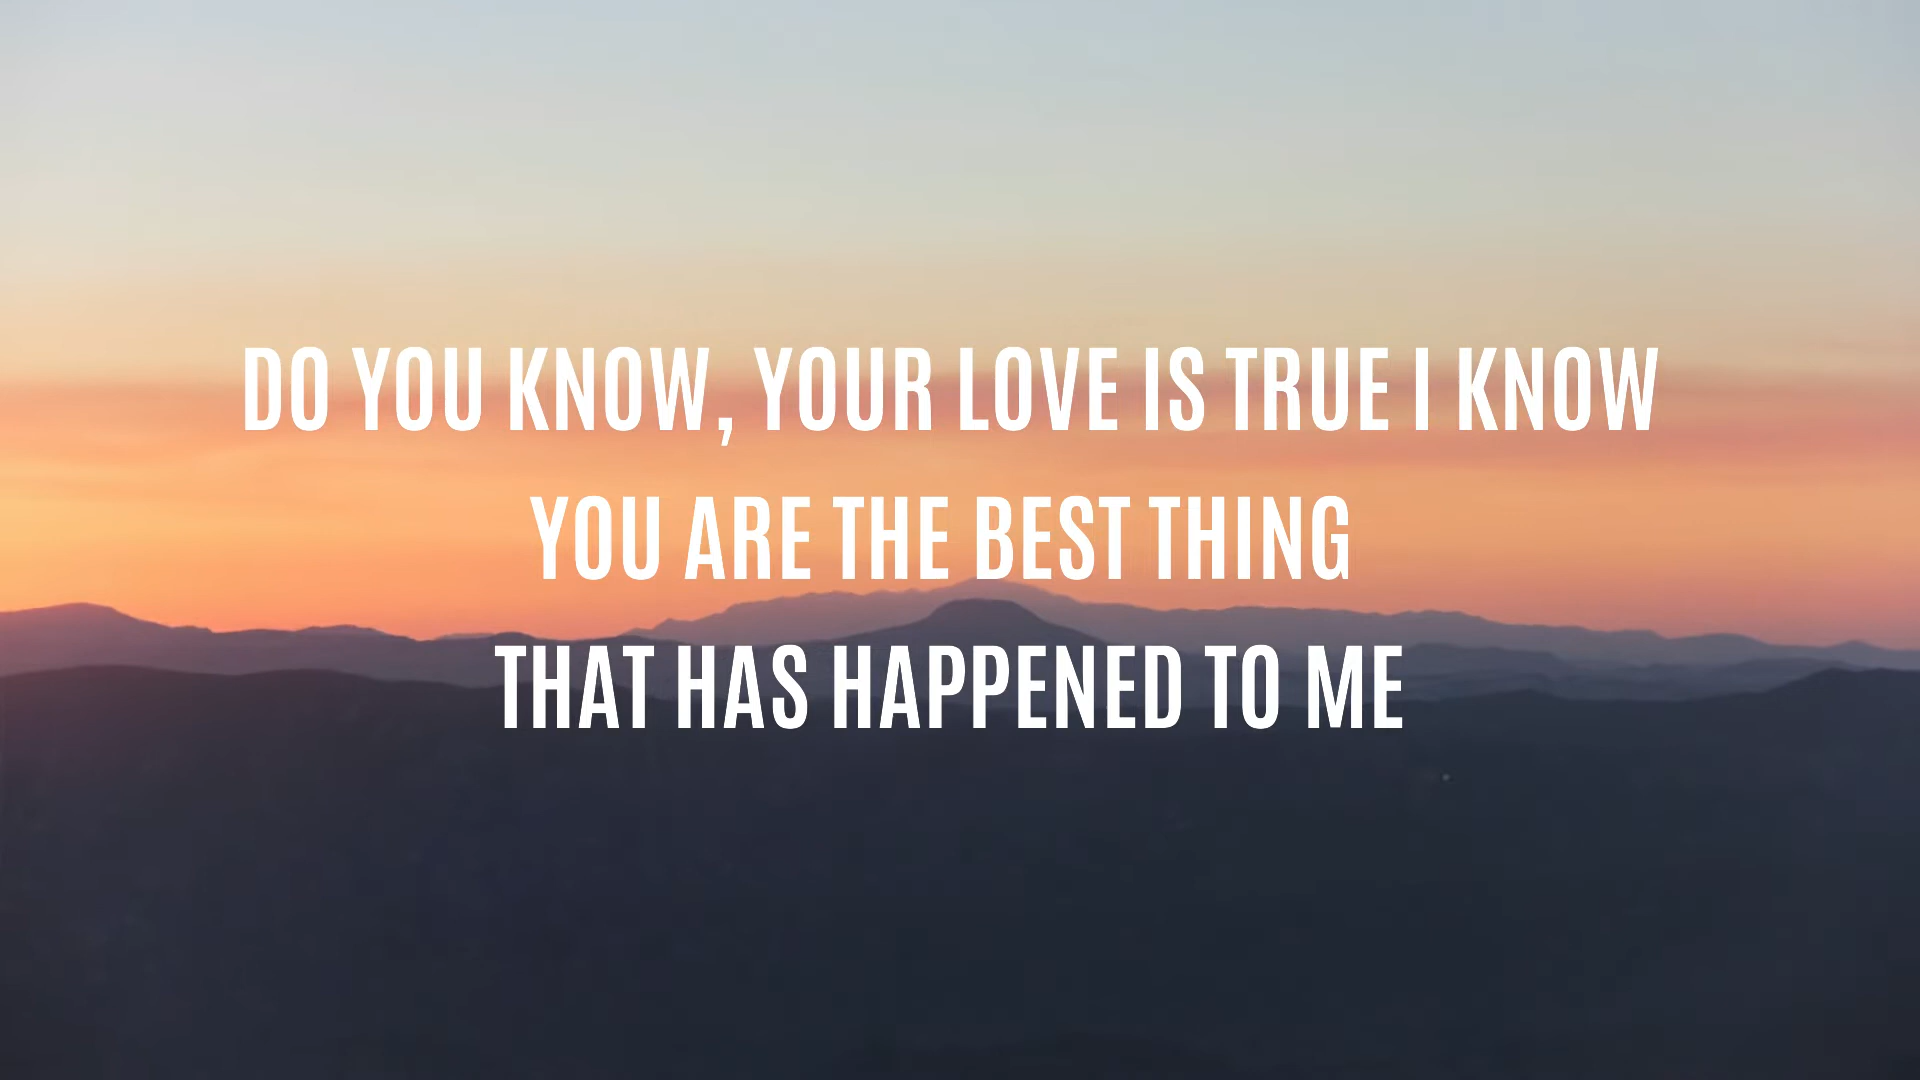 DO YOU KNOW, YOUR LOVE IS TRUE I KNOW
YOU ARE THE BEST THING
THAT HAS HAPPENED TO ME